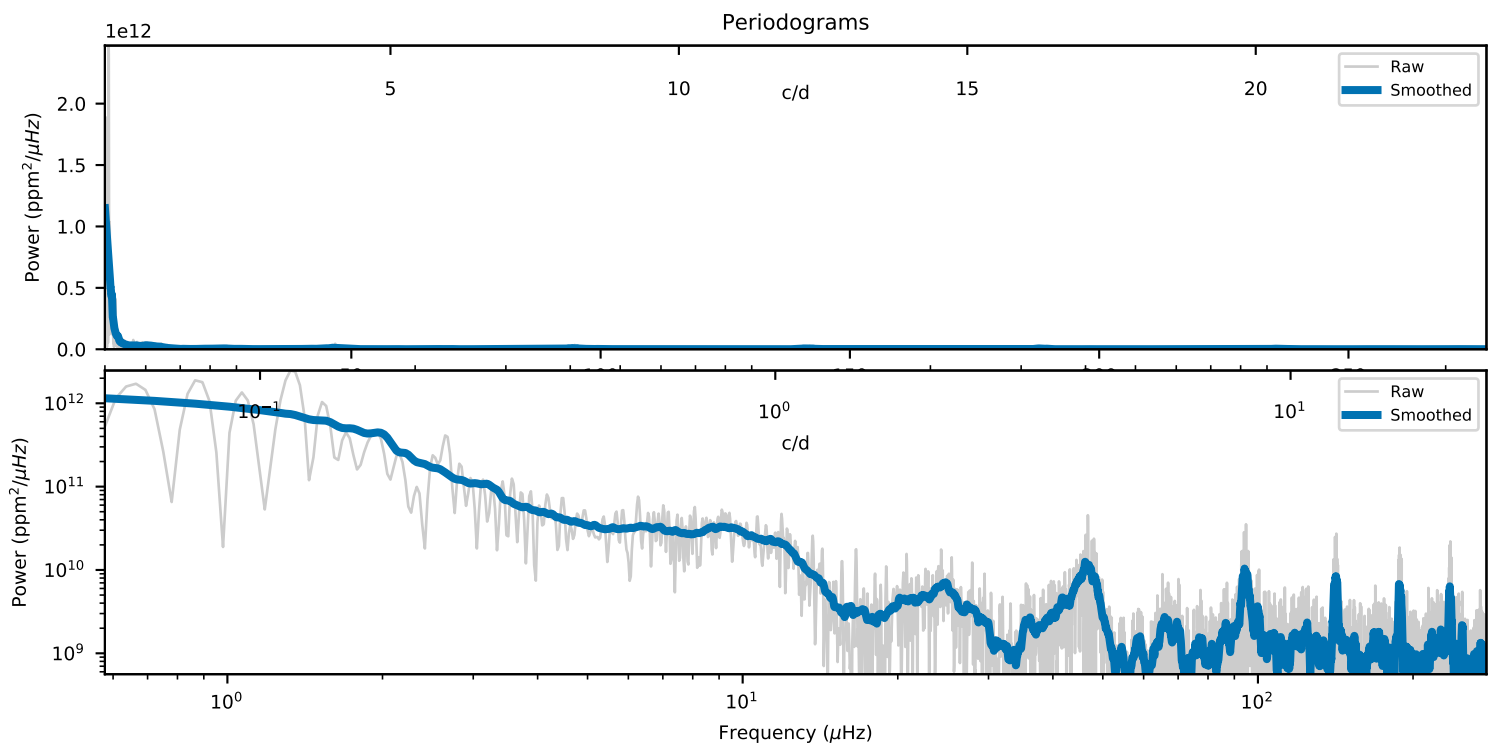 Periodograms
1e12
5 10 15 20
c/d
Raw
Smoothed
2.0
1.5
1.0
0.5
0.0
Power (ppm²/μHz)
10⁻¹ 10⁰ 10¹
c/d
Raw
Smoothed
10¹²
10¹¹
10¹⁰
10⁹
Power (ppm²/μHz)
10⁰ 10¹ 10²
Frequency (μHz)